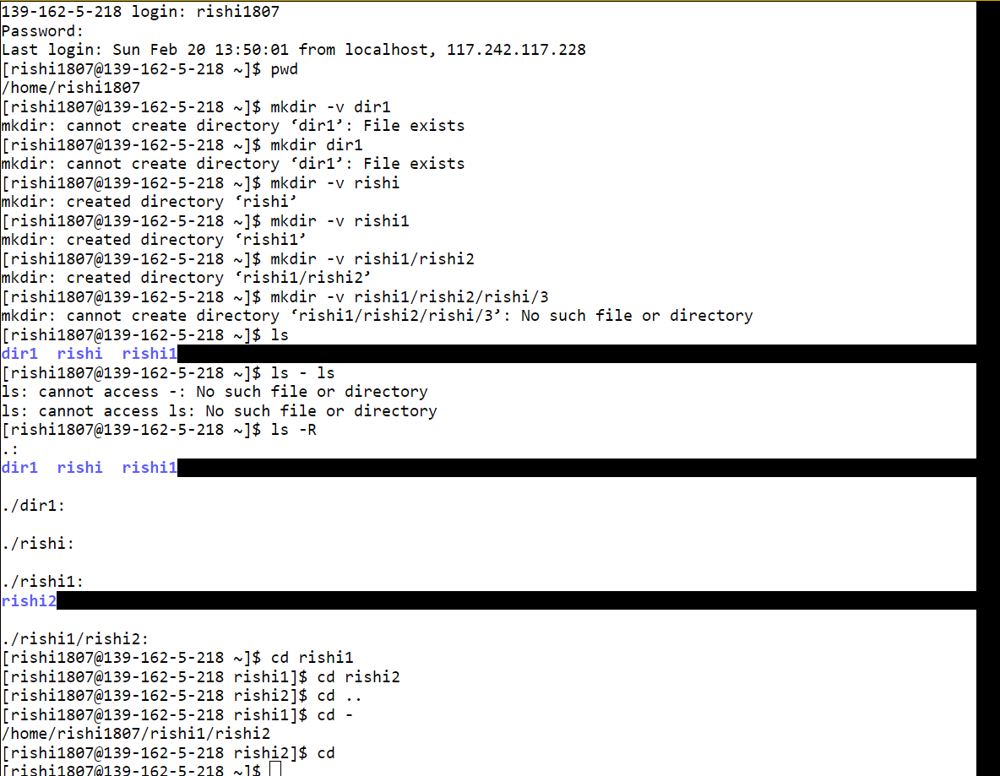 139-162-5-218 login: rishi1807
Password:
Last login: Sun Feb 20 13:50:01 from localhost, 117.242.117.228
[rishi1807@139-162-5-218 ~]$ pwd
/home/rishi1807
[rishi1807@139-162-5-218 ~]$ mkdir -v dir1
mkdir: cannot create directory ‘dir1’: File exists
[rishi1807@139-162-5-218 ~]$ mkdir dir1
mkdir: cannot create directory ‘dir1’: File exists
[rishi1807@139-162-5-218 ~]$ mkdir -v rishi
mkdir: created directory ‘rishi’
[rishi1807@139-162-5-218 ~]$ mkdir -v rishi1
mkdir: created directory ‘rishi1’
[rishi1807@139-162-5-218 ~]$ mkdir -v rishi1/rishi2
mkdir: created directory ‘rishi1/rishi2’
[rishi1807@139-162-5-218 ~]$ mkdir -v rishi1/rishi2/rishi/3
mkdir: cannot create directory ‘rishi1/rishi2/rishi/3’: No such file or directory
[rishi1807@139-162-5-218 ~]$ ls
dir1  rishi  rishi1
[rishi1807@139-162-5-218 ~]$ ls - ls
ls: cannot access -: No such file or directory
ls: cannot access ls: No such file or directory
[rishi1807@139-162-5-218 ~]$ ls -R
.:
dir1  rishi  rishi1
./dir1:
./rishi:
./rishi1:
rishi2
./rishi1/rishi2:
[rishi1807@139-162-5-218 ~]$ cd rishi1
[rishi1807@139-162-5-218 rishi1]$ cd rishi2
[rishi1807@139-162-5-218 rishi2]$ cd ..
[rishi1807@139-162-5-218 rishi1]$ cd -
/home/rishi1807/rishi1/rishi2
[rishi1807@139-162-5-218 rishi2]$ cd
[rishi1807@139-162-5-218 ~]$